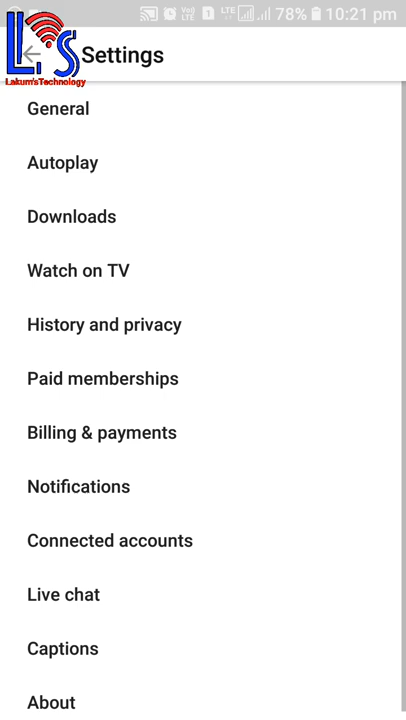 78% 10:21 pm
LTS
Lakum'sTechnology
Settings
General
Autoplay
Downloads
Watch on TV
History and privacy
Paid memberships
Billing & payments
Notifications
Connected accounts
Live chat
Captions
About